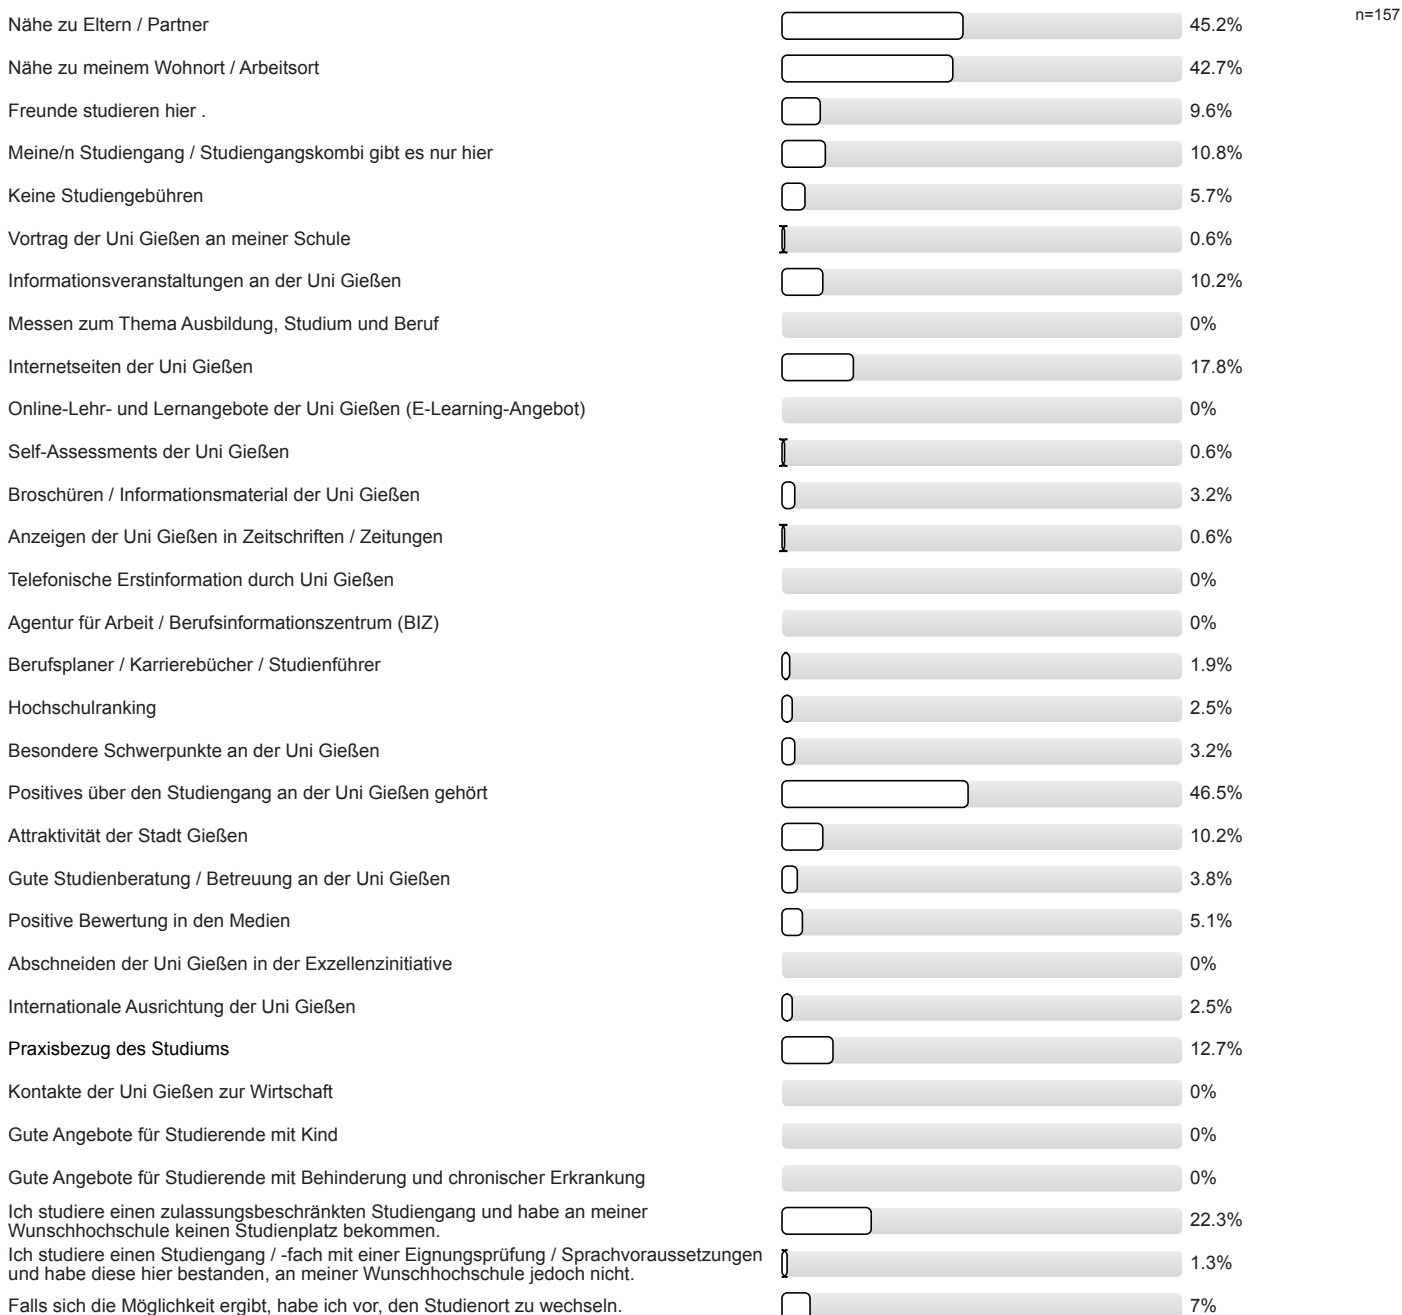 n=157
Nähe zu Eltern / Partner 45.2%
Nähe zu meinem Wohnort / Arbeitsort 42.7%
Freunde studieren hier . 9.6%
Meine/n Studiengang / Studiengangskombi gibt es nur hier 10.8%
Keine Studiengebühren 5.7%
Vortrag der Uni Gießen an meiner Schule 0.6%
Informationsveranstaltungen an der Uni Gießen 10.2%
Messen zum Thema Ausbildung, Studium und Beruf 0%
Internetseiten der Uni Gießen 17.8%
Online-Lehr- und Lernangebote der Uni Gießen (E-Learning-Angebot) 0%
Self-Assessments der Uni Gießen 0.6%
Broschüren / Informationsmaterial der Uni Gießen 3.2%
Anzeigen der Uni Gießen in Zeitschriften / Zeitungen 0.6%
Telefonische Erstinformation durch Uni Gießen 0%
Agentur für Arbeit / Berufsinformationszentrum (BIZ) 0%
Berufsplaner / Karrierebücher / Studienführer 1.9%
Hochschulranking 2.5%
Besondere Schwerpunkte an der Uni Gießen 3.2%
Positives über den Studiengang an der Uni Gießen gehört 46.5%
Attraktivität der Stadt Gießen 10.2%
Gute Studienberatung / Betreuung an der Uni Gießen 3.8%
Positive Bewertung in den Medien 5.1%
Abschneiden der Uni Gießen in der Exzellenzinitiative 0%
Internationale Ausrichtung der Uni Gießen 2.5%
Praxisbezug des Studiums 12.7%
Kontakte der Uni Gießen zur Wirtschaft 0%
Gute Angebote für Studierende mit Kind 0%
Gute Angebote für Studierende mit Behinderung und chronischer Erkrankung 0%
Ich studiere einen zulassungsbeschränkten Studiengang und habe an meiner
Wunschhochschule keinen Studienplatz bekommen. 22.3%
Ich studiere einen Studiengang / -fach mit einer Eignungsprüfung / Sprachvoraussetzungen
und habe diese hier bestanden, an meiner Wunschhochschule jedoch nicht. 1.3%
Falls sich die Möglichkeit ergibt, habe ich vor, den Studienort zu wechseln. 7%